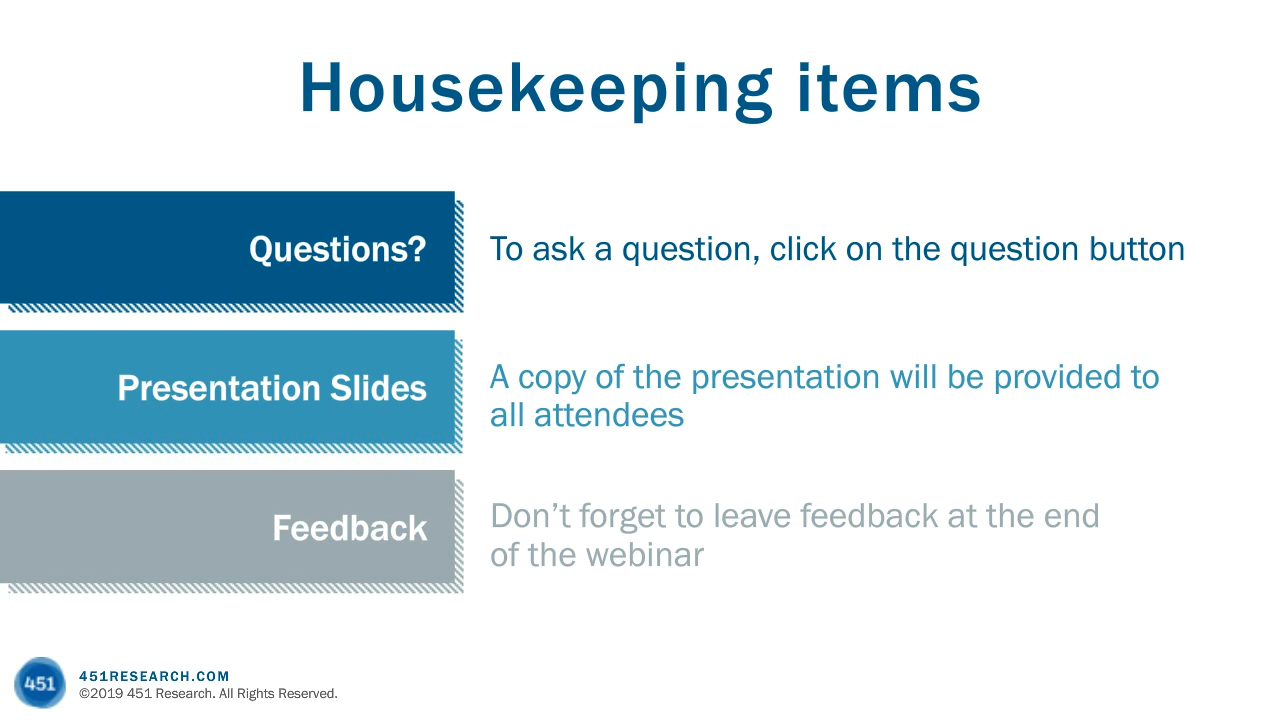 Housekeeping items
Questions?
To ask a question, click on the question button
Presentation Slides
A copy of the presentation will be provided to
all attendees
Feedback
Don’t forget to leave feedback at the end
of the webinar
451
451RESEARCH.COM
©2019 451 Research. All Rights Reserved.